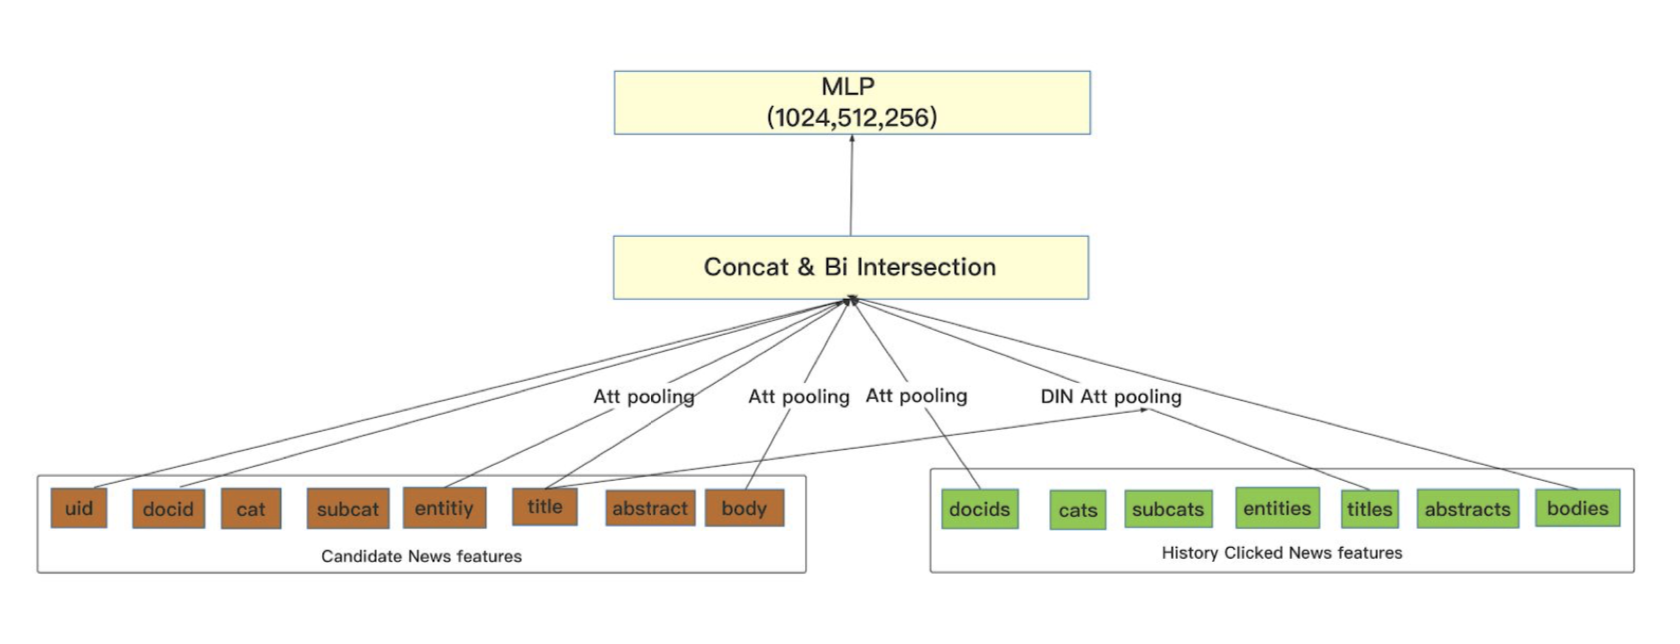 MLP
(1024,512,256)
Concat & Bi Intersection
Att pooling Att pooling Att pooling DIN Att pooling
uid docid cat subcat entitiy title abstract body
Candidate News features
docids cats subcats entities titles abstracts bodies
History Clicked News features